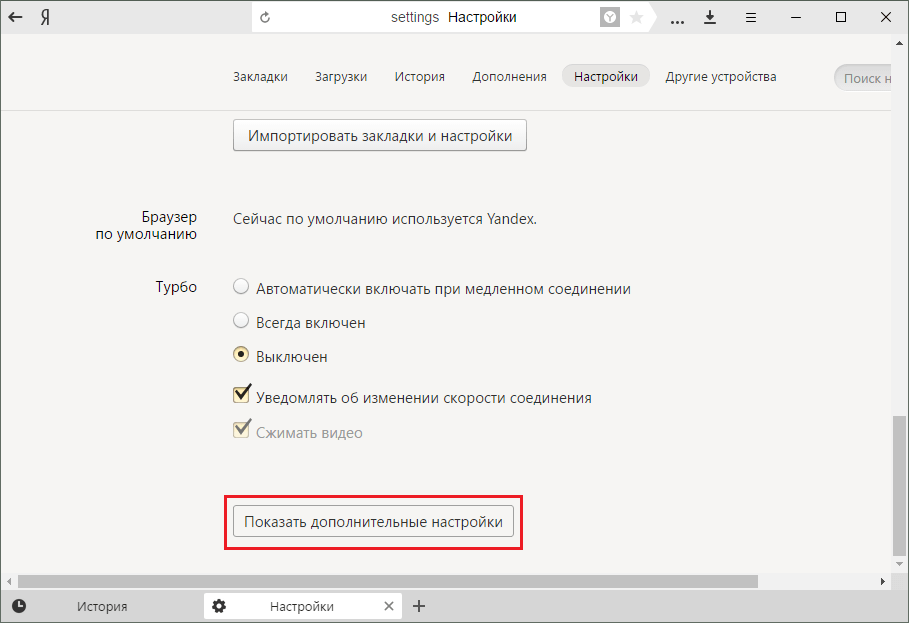 Я
settings Настройки
Закладки Загрузки История Дополнения Настройки Другие устройства Поиск н
Импортировать закладки и настройки
Браузер
по умолчанию
Сейчас по умолчанию используется Yandex.
Турбо
Автоматически включать при медленном соединении
Всегда включен
Выключен
Уведомлять об изменении скорости соединения
Сжимать видео
Показать дополнительные настройки
История Настройки